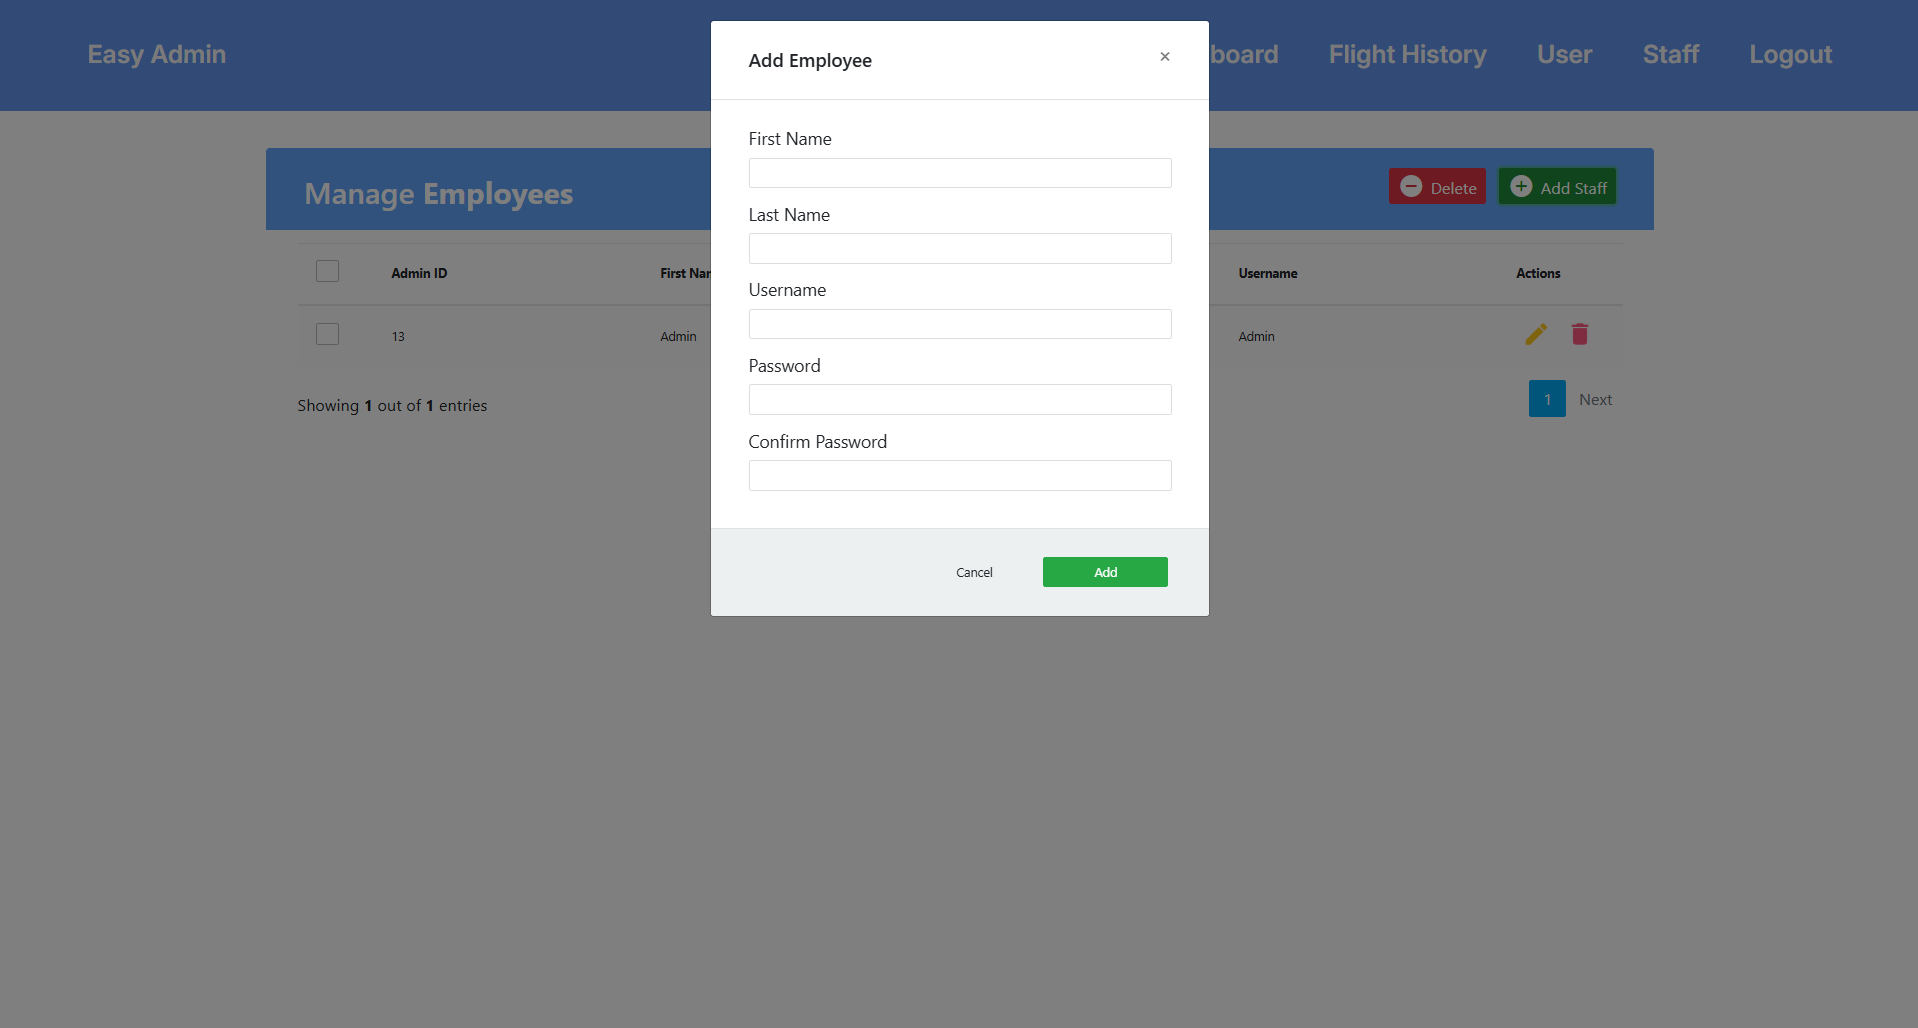 Easy Admin
board Flight History User Staff Logout
Add Employee
×
Manage Employees
Delete
Add Staff
First Name
Last Name
Username
Password
Confirm Password
Cancel
Add
Admin ID First Nar Username Actions
13 Admin Admin
Showing 1 out of 1 entries
1 Next